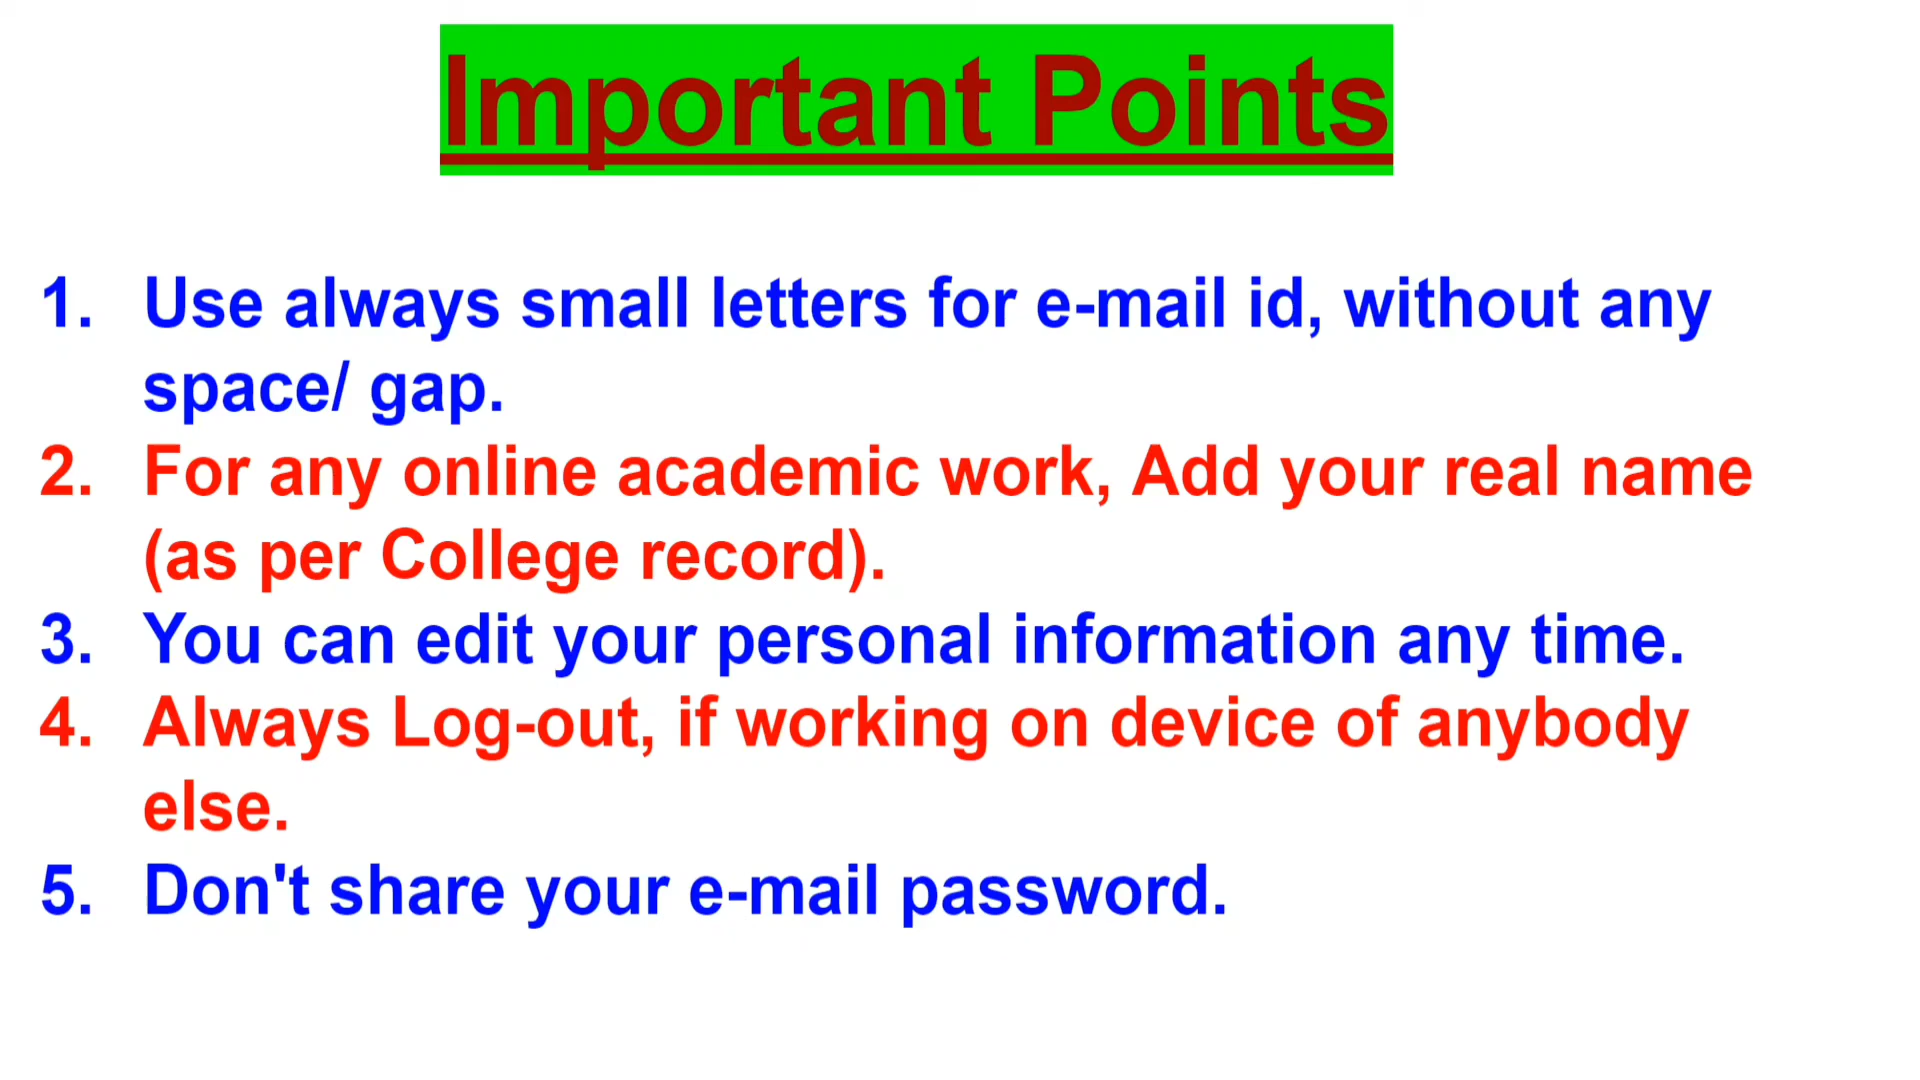 Important Points
1. Use always small letters for e-mail id, without any
space/ gap.
2. For any online academic work, Add your real name
(as per College record).
3. You can edit your personal information any time.
4. Always Log-out, if working on device of anybody
else.
5. Don't share your e-mail password.